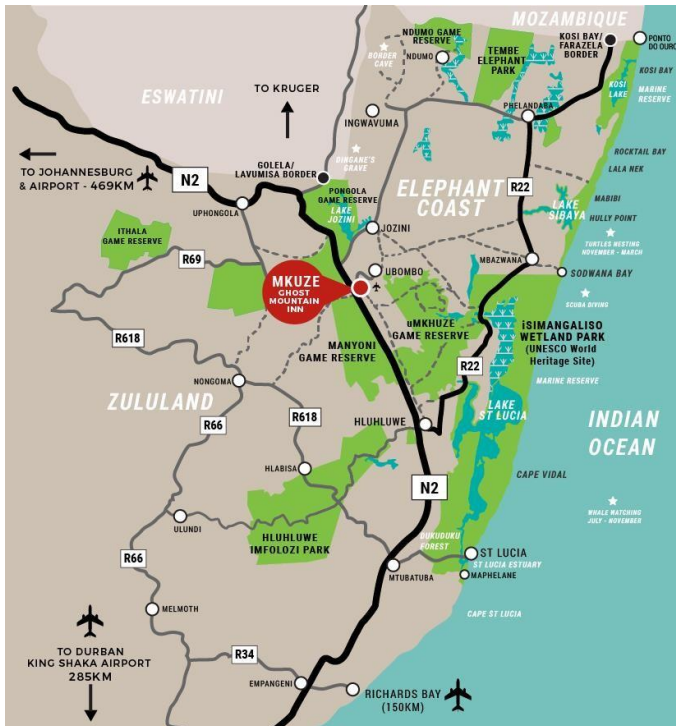 MOZAMBIQUE
KOSI BAY/
FARAZELA
BORDER
PONTO
DO OURO
NDUMO GAME
RESERVE
NDUMO
TEMBE
ELEPHANT
PARK
BORDER
CAVE
KOSI BAY
KOSI
LAKE
MARINE
RESERVE
ESWATINI
TO KRUGER
INGWAVUMA
PHELANDABA
DINGANE'S
GRAVE
ROCKTAIL BAY
LALA NEK
TO JOHANNESBURG
& AIRPORT - 469KM
N2
GOLELA/
LAVUMISA BORDER
PONGOLA
GAME RESERVE
LAKE
JOZINI
ELEPHANT
COAST
R22
MABIBI
LAKE
SIBAYA
HULLY POINT
UPHONGOLA
JOZINI
TURTLES NESTING
NOVEMBER - MARCH
ITHALA
GAME RESERVE
R69
MBAZWANA
SODWANA BAY
UBOMBO
MKUZE
GHOST
MOUNTAIN
INN
SCUBA DIVING
uMKHUZE
GAME RESERVE
iSIMANGALISO
WETLAND PARK
(UNESCO World
Heritage Site)
R618
MANYONI
GAME RESERVE
R22
MARINE RESERVE
NONGOMA
ZULULAND
R66
R618
LAKE
ST LUCIA
HLUHLUWE
INDIAN
OCEAN
HLABISA
CAPE VIDAL
N2
WHALE WATCHING
JULY - NOVEMBER
ULUNDI
HLUHLUWE
IMFOLOZI PARK
DUKUDUKU
FOREST
ST LUCIA
ST LUCIA ESTUARY
R66
MTUBATUBA
MAPHELANE
MELMOTH
CAPE ST LUCIA
TO DURBAN
KING SHAKA AIRPORT
285KM
R34
EMPANGENI
RICHARDS BAY
(150KM)